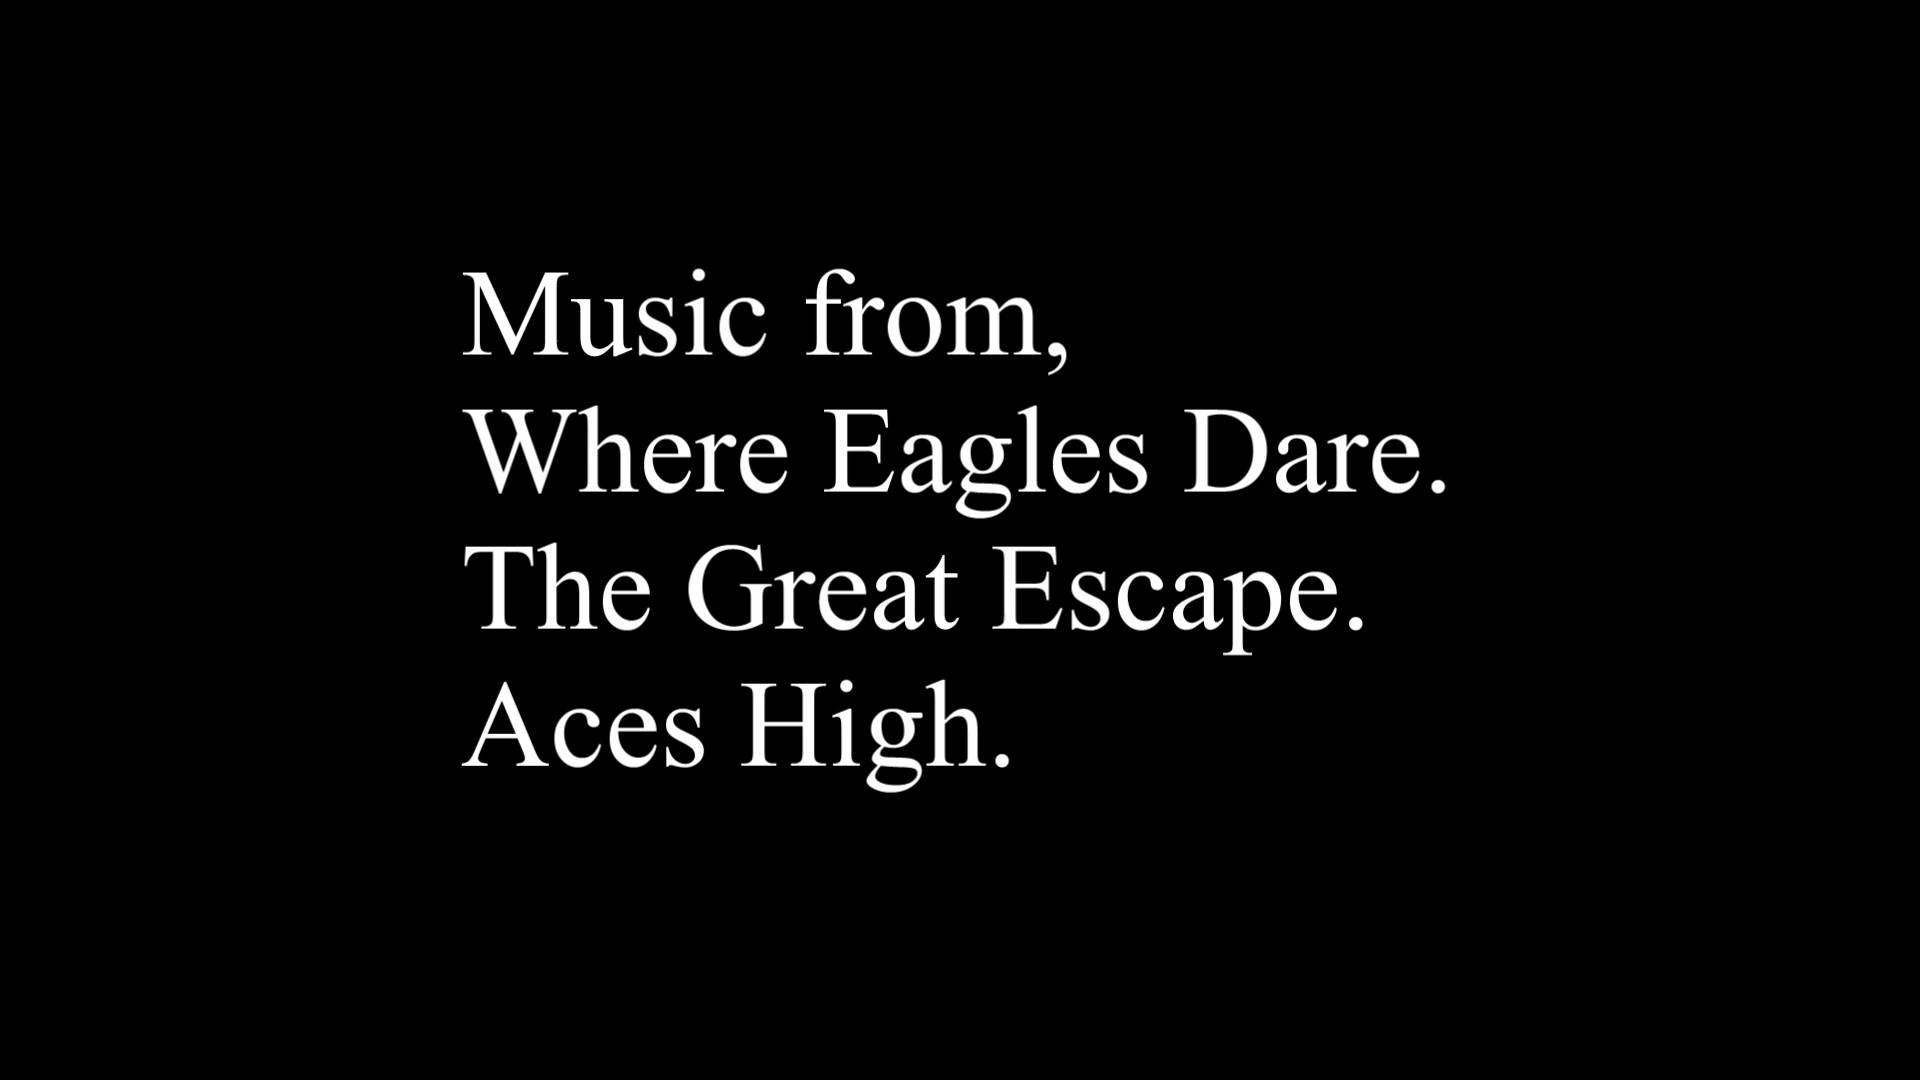 Music from,
Where Eagles Dare.
The Great Escape.
Aces High.